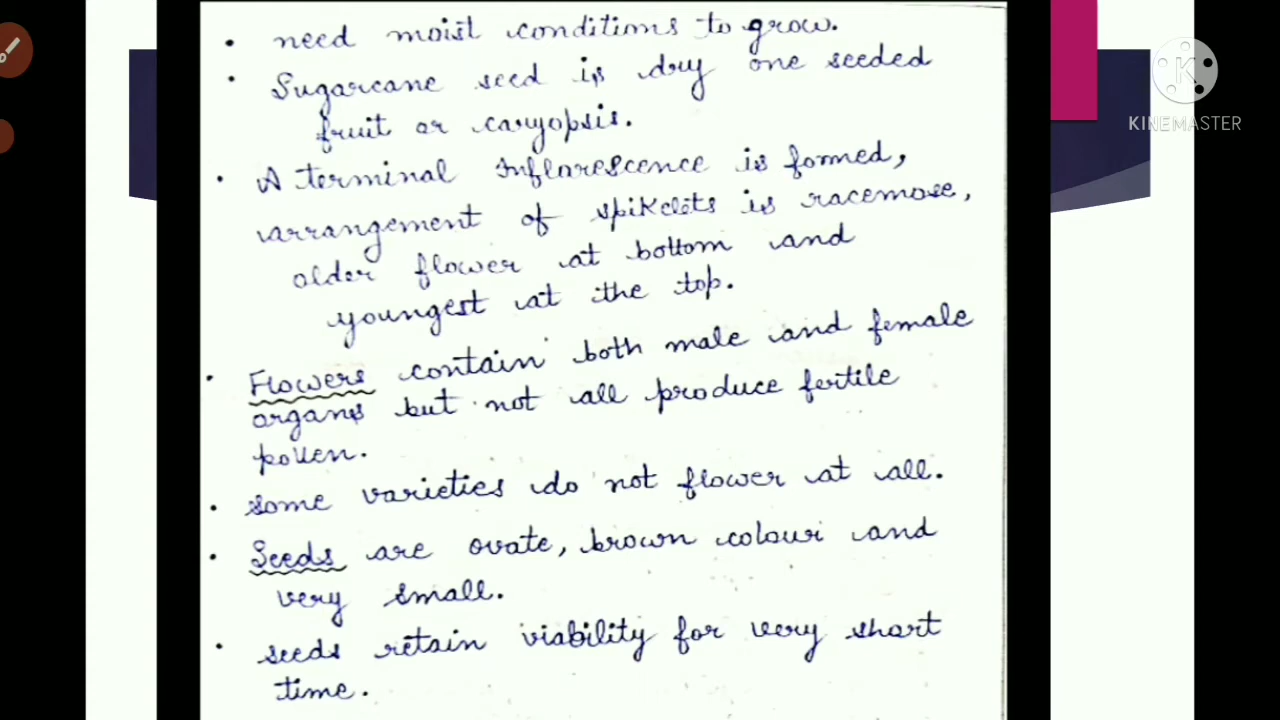 • need moist conditions to grow.
• Sugarcane seed is dry one seeded
fruit or caryopsis.
• A terminal inflorescence is formed,
arrangement of spikelets is racemose,
older flower at bottom and
youngest at the top.
• Flowers contain both male and female
organs but not all produce fertile
pollen.
• some varieties do not flower at all.
• Seeds are ovate, brown colour and
very small.
• seeds retain viability for very short
time.
K
KINEMASTER